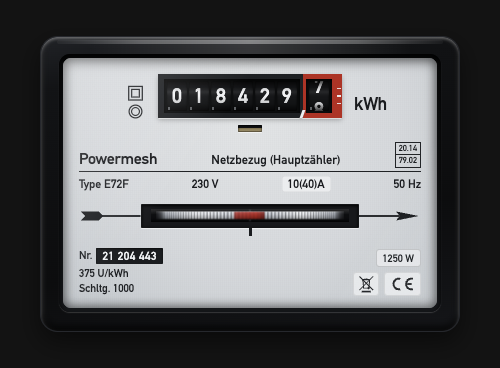 018429 kWh
Powermesh Netzbezug (Hauptzähler) 20.14
79.02
Type E72F 230 V 10(40)A 50 Hz
Nr. 21 204 443 1250 W
375 U/kWh
Schltg. 1000 CE